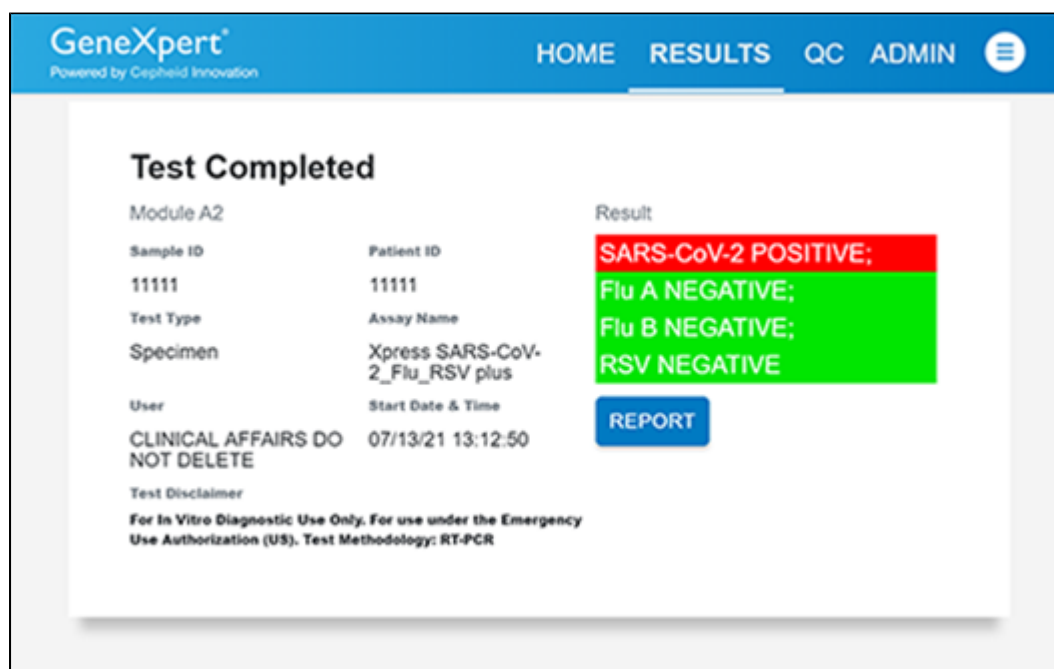 GeneXpert®
Powered by Cepheid Innovation
HOME RESULTS QC ADMIN
Test Completed
Module A2
Sample ID Patient ID
11111 11111
Test Type Assay Name
Specimen Xpress SARS-CoV-
2_Flu_RSV plus
User Start Date & Time
CLINICAL AFFAIRS DO 07/13/21 13:12:50
NOT DELETE
Test Disclaimer
For In Vitro Diagnostic Use Only. For use under the Emergency
Use Authorization (US). Test Methodology: RT-PCR
Result
SARS-CoV-2 POSITIVE;
Flu A NEGATIVE;
Flu B NEGATIVE;
RSV NEGATIVE
REPORT